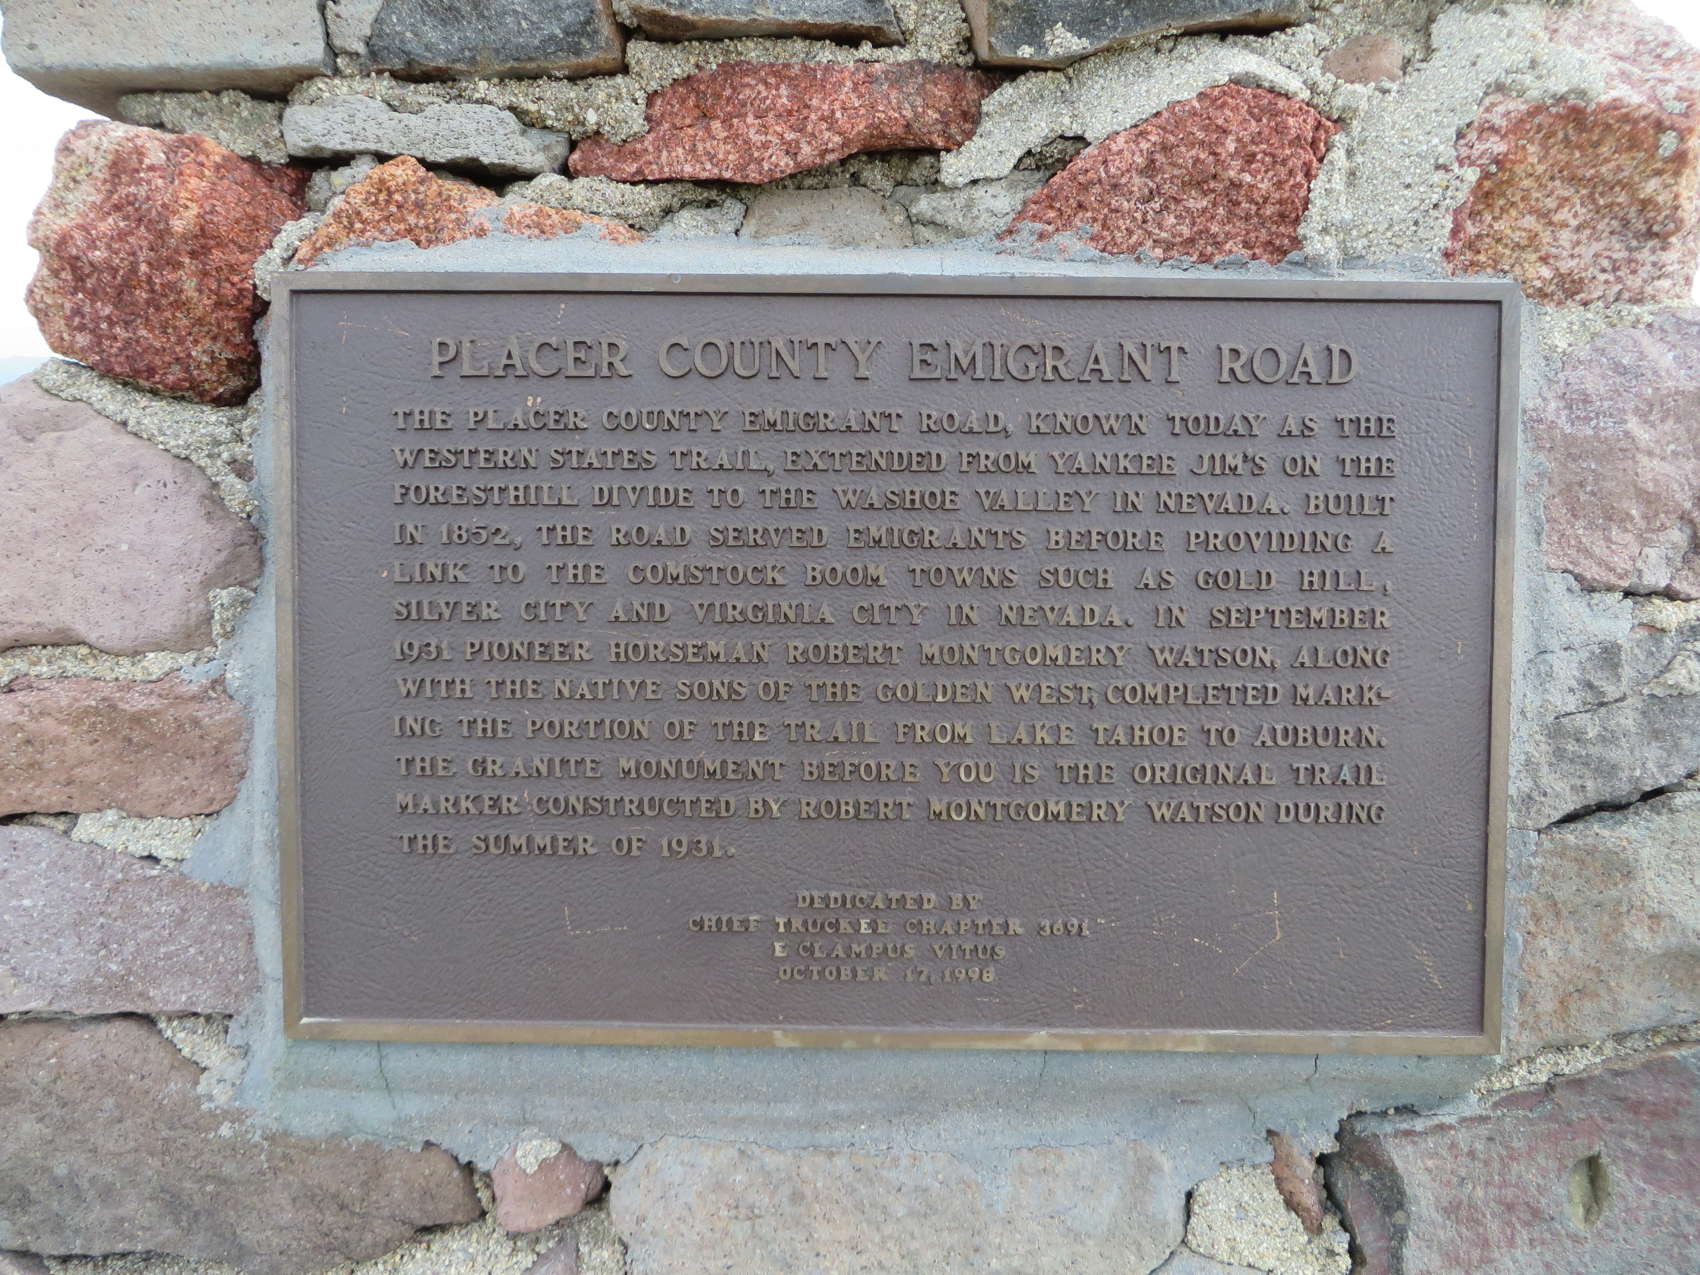 PLACER COUNTY EMIGRANT ROAD
THE PLACER COUNTY EMIGRANT ROAD, KNOWN TODAY AS THE
WESTERN STATES TRAIL, EXTENDED FROM YANKEE JIM'S ON THE
FORESTHILL DIVIDE TO THE WASHOE VALLEY IN NEVADA. BUILT
IN 1852, THE ROAD SERVED EMIGRANTS BEFORE PROVIDING A
LINK TO THE COMSTOCK BOOM TOWNS SUCH AS GOLD HILL,
SILVER CITY AND VIRGINIA CITY IN NEVADA. IN SEPTEMBER
1931 PIONEER HORSEMAN ROBERT MONTGOMERY WATSON, ALONG
WITH THE NATIVE SONS OF THE GOLDEN WEST, COMPLETED MARK-
ING THE PORTION OF THE TRAIL FROM LAKE TAHOE TO AUBURN.
THE GRANITE MONUMENT BEFORE YOU IS THE ORIGINAL TRAIL
MARKER CONSTRUCTED BY ROBERT MONTGOMERY WATSON DURING
THE SUMMER OF 1931.
DEDICATED BY
CHIEF TRUCKEE CHAPTER 3691
E CLAMPUS VITUS
OCTOBER 17, 1998